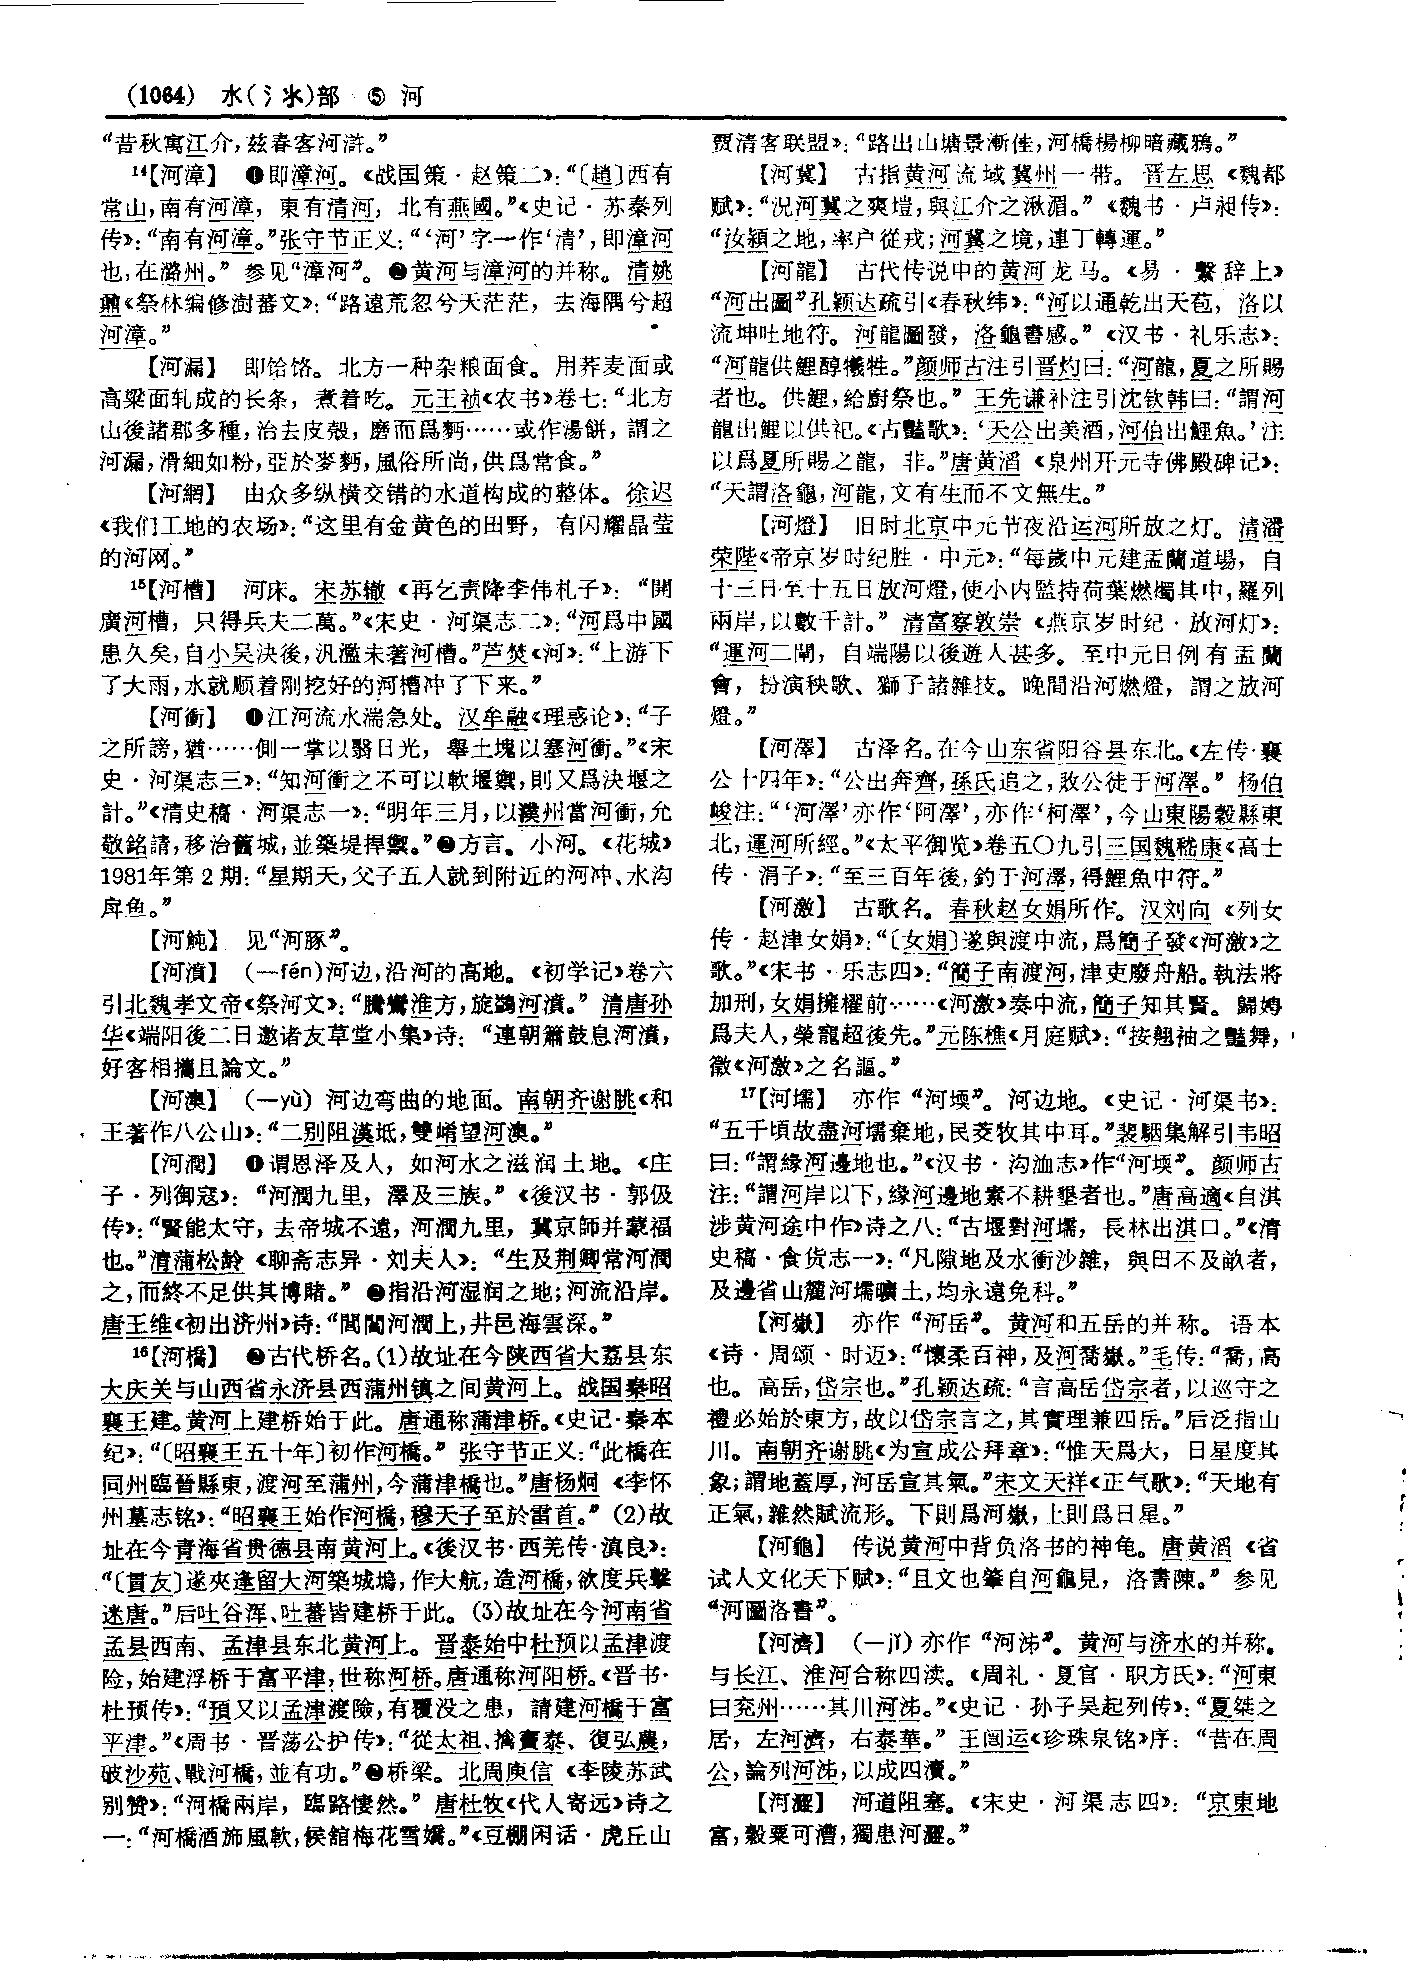 (1064) 水(氵氺)部 ⑤ 河
“昔秋寓江介,兹春客河滸。”
14【河漳】 ❶即漳河。《战国策·赵策二》:“〔趙〕西有
常山,南有河漳,東有清河,北有燕國。”《史记·苏秦列
传》:“南有河漳。”张守节正义:“‘河’字一作‘清’,即漳河
也,在潞州。” 参见“漳河”。 ❷黄河与漳河的并称。 清姚
鼐《祭林编修澍蕃文》:“路遠荒忽兮天茫茫,去海隅兮超
河漳。”
【河漏】 即饸饹。北方一种杂粮面食。用荞麦面或
高粱面轧成的长条,煮着吃。元王祯《农书》卷七:“北方
山後諸郡多種,治去皮殼,磨而爲麪……或作湯餅,謂之
河漏,滑細如粉,亞於麥麪,風俗所尚,供爲常食。”
【河網】 由众多纵横交错的水道构成的整体。徐迟
《我们工地的农场》:“这里有金黄色的田野,有闪耀晶莹
的河网。”
15【河槽】 河床。宋苏辙《再乞责降李伟札子》:“開
廣河槽,只得兵夫二萬。”《宋史·河渠志二》:“河爲中國
患久矣,自小吴決後,汎濫未著河槽。”芦焚《河》:“上游下
了大雨,水就顺着刚挖好的河槽冲了下来。”
【河衝】 ❶江河流水湍急处。汉牟融《理惑论》:“子
之所謗,猶……側一掌以翳日光,舉土塊以塞河衝。”《宋
史·河渠志三》:“知河衝之不可以軟堰禦,則又爲決堰之
計。”《清史稿·河渠志一》:“明年三月,以濮州當河衝,允
敬銘請,移治舊城,並築堤捍禦。”❷方言。小河。《花城》
1981年第2期:“星期天,父子五人就到附近的河冲、水沟
戽鱼。”
【河魨】 见“河豚”。
【河濆】 (—fén)河边,沿河的高地。《初学记》卷六
引北魏孝文帝《祭河文》:“騰鸞淮方,旋鷁河濆。” 清唐孙
华《端阳後二日邀诸友草堂小集》诗:“連朝簫鼓息河濆,
好客相攜且論文。”
【河澳】 (—yù) 河边弯曲的地面。南朝齐谢朓《和
王著作八公山》:“二别阻漢坻,雙崤望河澳。”
【河潤】 ❶谓恩泽及人,如河水之滋润土地。《庄
子·列御寇》:“河潤九里,澤及三族。”《後汉书·郭伋
传》:“賢能太守,去帝城不遠,河潤九里,冀京師并蒙福
也。”清蒲松龄《聊斋志异·刘夫人》:“生及荆卿常河潤
之,而終不足供其博賭。” ❷指沿河湿润之地;河流沿岸。
唐王维《初出济州》诗:“閭閻河潤上,井邑海雲深。”
16【河橋】 ❷古代桥名。(1)故址在今陕西省大荔县东
大庆关与山西省永济县西蒲州镇之间黄河上。战国秦昭
襄王建。黄河上建桥始于此。唐通称蒲津桥。《史记·秦本
纪》:“〔昭襄王五十年〕初作河橋。” 张守节正义:“此橋在
同州臨晉縣東,渡河至蒲州,今蒲津橋也。”唐杨炯《李怀
州墓志铭》:“昭襄王始作河橋,穆天子至於雷首。” (2)故
址在今青海省贵德县南黄河上。《後汉书·西羌传·滇良》:
“〔貫友〕遂夾逢留大河築城塢,作大航,造河橋,欲度兵擊
迷唐。”后吐谷浑、吐蕃皆建桥于此。(3)故址在今河南省
孟县西南、孟津县东北黄河上。晋泰始中杜预以孟津渡
险,始建浮桥于富平津,世称河桥。唐通称河阳桥。《晋书·
杜预传》:“預又以孟津渡險,有覆没之患,請建河橋于富
平津。”《周书·晋荡公护传》:“從太祖,擒竇泰、復弘農,
破沙苑、戰河橋,並有功。”❷桥梁。北周庾信《李陵苏武
别赞》:“河橋兩岸,臨路悽然。”唐杜牧《代人寄远》诗之
一:“河橋酒旆風軟,候舘梅花雪嬌。”《豆棚闲话·虎丘山
贾清客联盟》:“路出山塘景漸佳,河橋楊柳暗藏鴉。”
【河冀】 古指黄河流域冀州一带。晋左思《魏都
赋》:“況河冀之爽塏,與江介之湫湄。”《魏书·卢昶传》:
“汝潁之地,率户從戎;河冀之境,連丁轉運。”
【河龍】 古代传说中的黄河龙马。《易·繫辞上》
“河出圖”孔颖达疏引《春秋纬》:“河以通乾出天苞,洛以
流坤吐地符。河龍圖發,洛龜書感。”《汉书·礼乐志》:
“河龍供鯉醇犧牲。”颜师古注引晋灼曰:“河龍,夏之所賜
者也。供鯉,給廚祭也。” 王先谦补注引沈钦韩曰:“謂河
龍出鯉以供祀。《古豔歌》:‘天公出美酒,河伯出鯉魚。’注
以爲夏所賜之龍,非。”唐黄滔《泉州开元寺佛殿碑记》:
“天謂洛龜,河龍,文有生而不文無生。”
【河燈】 旧时北京中元节夜沿运河所放之灯。清潘
荣陛《帝京岁时纪胜·中元》:“每歲中元建盂蘭道場,自
十三日至十五日放河燈,使小内監持荷葉燃燭其中,羅列
兩岸,以數千計。” 清富察敦崇《燕京岁时纪·放河灯》:
“運河二閘,自端陽以後遊人甚多。至中元日例有盂蘭
會,扮演秧歌、獅子諸雜技。晚間沿河燃燈,謂之放河
燈。”
【河澤】 古泽名。在今山东省阳谷县东北。《左传·襄
公十四年》:“公出奔齊,孫氏追之,敗公徒于河澤。” 杨伯
峻注:“‘河澤’亦作‘阿澤’,亦作‘柯澤’,今山東陽穀縣東
北,運河所經。”《太平御览》卷五〇九引三国魏嵇康《高士
传·涓子》:“至三百年後,釣于河澤,得鯉魚中符。”
【河激】 古歌名。春秋赵女娟所作。汉刘向《列女
传·赵津女娟》:“〔女娟〕遂與渡中流,爲簡子發《河激》之
歌。”《宋书·乐志四》:“簡子南渡河,津吏廢舟船。執法將
加刑,女娟擁櫂前……《河激》奏中流,簡子知其賢。歸娉
爲夫人,榮寵超後先。”元陈樵《月庭赋》:“按翹袖之豔舞,
徵《河激》之名謳。”
17【河壖】 亦作“河堧”。河边地。《史记·河渠书》:
“五千頃故盡河壖棄地,民茭牧其中耳。”裴駰集解引韦昭
曰:“謂緣河邊地也。”《汉书·沟洫志》作“河堧”。颜师古
注:“謂河岸以下,緣河邊地素不耕墾者也。”唐高適《自淇
涉黄河途中作》诗之八:“古堰對河壖,長林出淇口。”《清
史稿·食货志一》:“凡隙地及水衝沙雜,與田不及畝者,
及邊省山麓河壖曠土,均永遠免科。”
【河嶽】 亦作“河岳”。黄河和五岳的并称。语本
《诗·周颂·时迈》:“懷柔百神,及河喬嶽。”毛传:“喬,高
也。高岳,岱宗也。”孔颖达疏:“言高岳岱宗者,以巡守之
禮必始於東方,故以岱宗言之,其實理兼四岳。”后泛指山
川。南朝齐谢朓《为宣成公拜章》:“惟天爲大,日星度其
象;謂地蓋厚,河岳宣其氣。”宋文天祥《正气歌》:“天地有
正氣,雜然賦流形。下則爲河嶽,上則爲日星。”
【河龜】 传说黄河中背负洛书的神龟。唐黄滔《省
试人文化天下赋》:“且文也肇自河龜見,洛書陳。” 参见
“河圖洛書”。
【河濟】 (—jǐ) 亦作“河泲”。黄河与济水的并称。
与长江、淮河合称四渎。《周礼·夏官·职方氏》:“河東
曰兖州……其川河泲。”《史记·孙子吴起列传》:“夏桀之
居,左河濟,右泰華。” 王闿运《珍珠泉铭》序:“昔在周
公,論列河泲,以成四瀆。”
【河澀】 河道阻塞。《宋史·河渠志四》:“京東地
富,穀粟可漕,獨患河澀。”